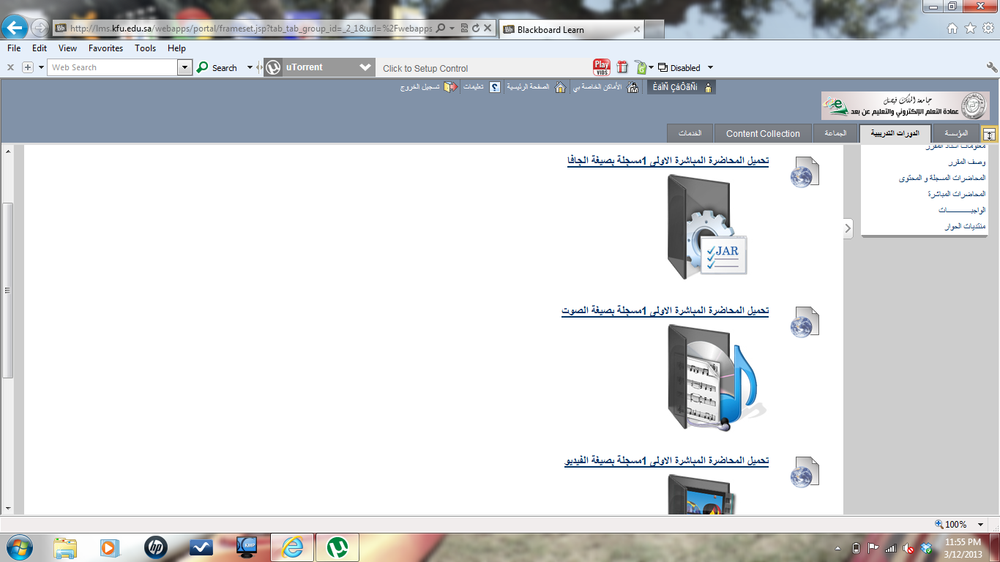 http://lms.kfu.edu.sa/webapps/portal/frameset.jsp?tab_tab_group_id=_2_1&url=%2Fwebapps
Blackboard Learn
File Edit View Favorites Tools Help
Web Search
Search
uTorrent
Click to Setup Control
Play VIDS
Disabled
ÈäÏÑ ÇáÔãÑí
الأماكن الخاصة بي
الصفحة الرئيسية
تعليمات
تسجيل الخروج
جامعة الملك فيصل
عمادة التعلم الإلكتروني والتعليم عن بعد
المؤسسة
الدورات التدريبية
الجماعة
Content Collection
الخدمات
معلومات استاذ المقرر
وصف المقرر
المحاضرات المسجلة و المحتوى
المحاضرات المباشرة
الواجبـــــــــــات
منتديات الحوار
تحميل المحاضرة المباشرة الاولى 1مسجلة بصيغة الجافا
JAR
تحميل المحاضرة المباشرة الاولى 1مسجلة بصيغة الصوت
تحميل المحاضرة المباشرة الاولى 1مسجلة بصيغة الفيديو
100%
hp
KMP
11:55 PM
3/12/2013